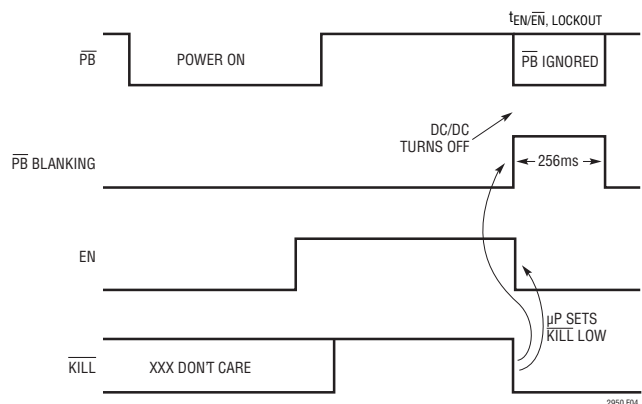 tEN/EN, LOCKOUT
PB
POWER ON
PB IGNORED
DC/DC
TURNS OFF
PB BLANKING
256ms
EN
µP SETS
KILL LOW
KILL
XXX DON'T CARE
2950 F04